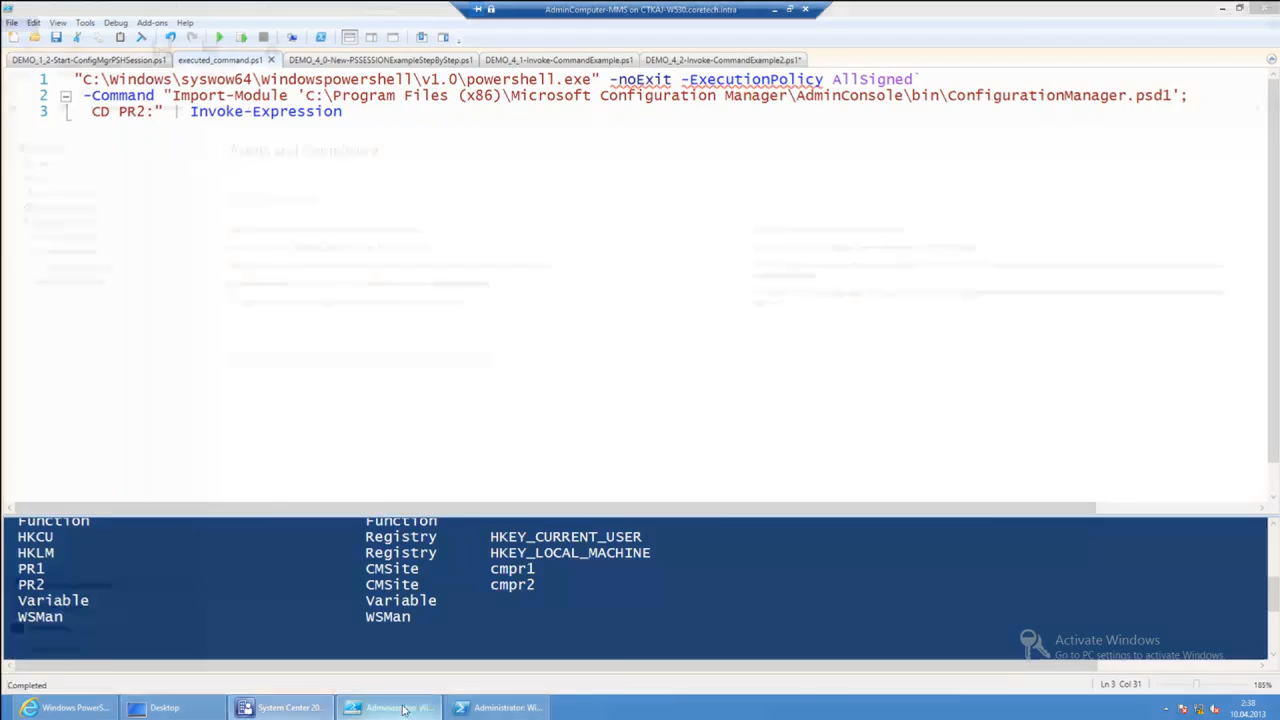 AdminComputer-MMS on CTKAJ-W530.coretech.intra
File Edit View Tools Debug Add-ons Help
DEMO_1_2-Start-ConfigMgrPSHSession.ps1 executed_command.ps1 DEMO_4_0-New-PSSESSIONExampleStepByStep.ps1 DEMO_4_1-Invoke-CommandExample.ps1 DEMO_4_2-Invoke-CommandExample2.ps1*
1 "C:\Windows\syswow64\Windowspowershell\v1.0\powershell.exe" -noExit -ExecutionPolicy AllSigned`
2 -Command "Import-Module 'C:\Program Files (x86)\Microsoft Configuration Manager\AdminConsole\bin\ConfigurationManager.psd1';
3 CD PR2:" | Invoke-Expression
Function Function
HKCU Registry HKEY_CURRENT_USER
HKLM Registry HKEY_LOCAL_MACHINE
PR1 CMSite cmpr1
PR2 CMSite cmpr2
Variable Variable
WSMan WSMan
Activate Windows
Go to PC settings to activate Windows.
Completed Ln 3 Col 31 185%
Windows PowerS... Desktop System Center 20... Administrator: Wi... Administrator: Wi... 2:38
10.04.2013